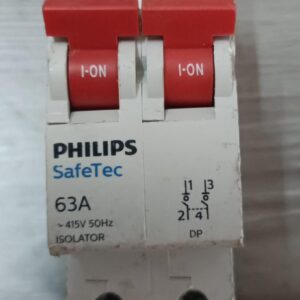 I-ON I-ON
PHILIPS
SafeTec
63A
~ 415V 50Hz
ISOLATOR
1 3
2 4
DP